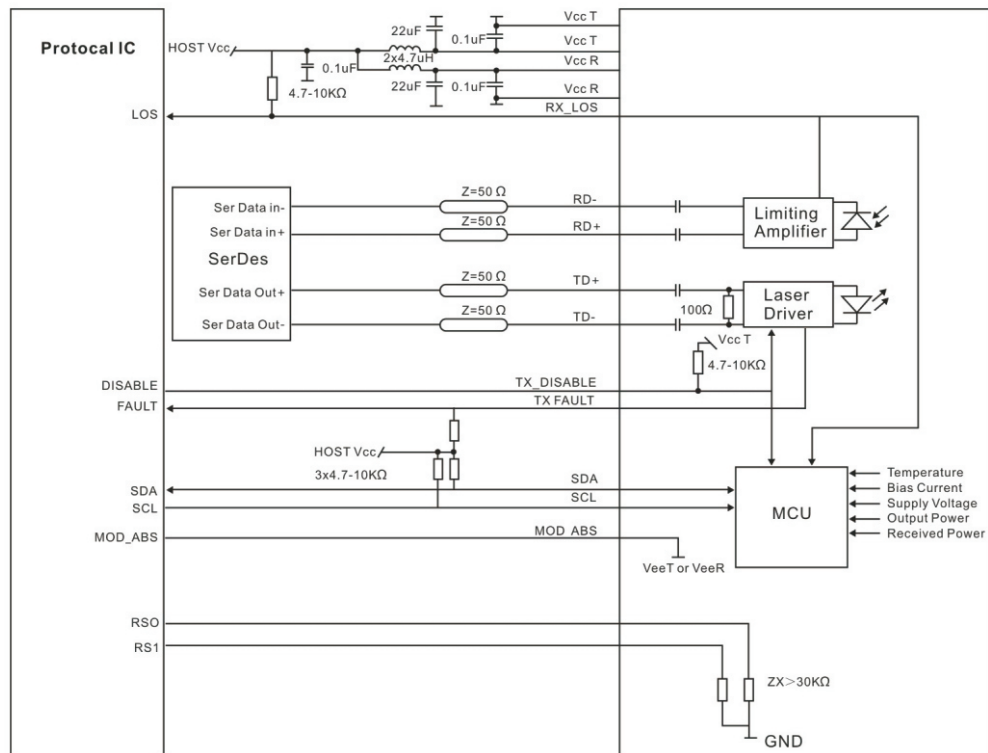 Protocal IC
HOST Vcc
22uF
0.1uF
Vcc T
Vcc T
0.1uF
2x4.7uH
Vcc R
4.7-10KΩ
22uF
0.1uF
Vcc R
LOS
RX_LOS
Ser Data in-
Z=50 Ω
RD-
Limiting
Amplifier
Ser Data in+
Z=50 Ω
RD+
SerDes
Ser Data Out+
Z=50 Ω
TD+
Laser
Driver
100Ω
Ser Data Out-
Z=50 Ω
TD-
Vcc T
4.7-10KΩ
DISABLE
TX_DISABLE
FAULT
TX FAULT
HOST Vcc
3x4.7-10KΩ
SDA
SDA
SCL
SCL
MCU
Temperature
Bias Current
Supply Voltage
Output Power
Received Power
MOD_ABS
MOD ABS
VeeT or VeeR
RSO
RS1
ZX>30KΩ
GND